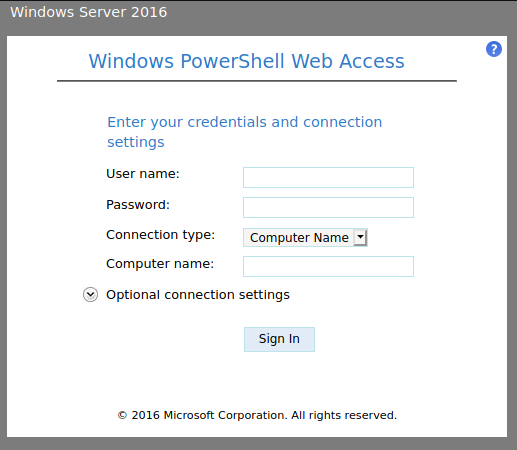 Windows Server 2016
?
Windows PowerShell Web Access
Enter your credentials and connection
settings
User name:
Password:
Connection type: Computer Name
Computer name:
Optional connection settings
Sign In
© 2016 Microsoft Corporation. All rights reserved.